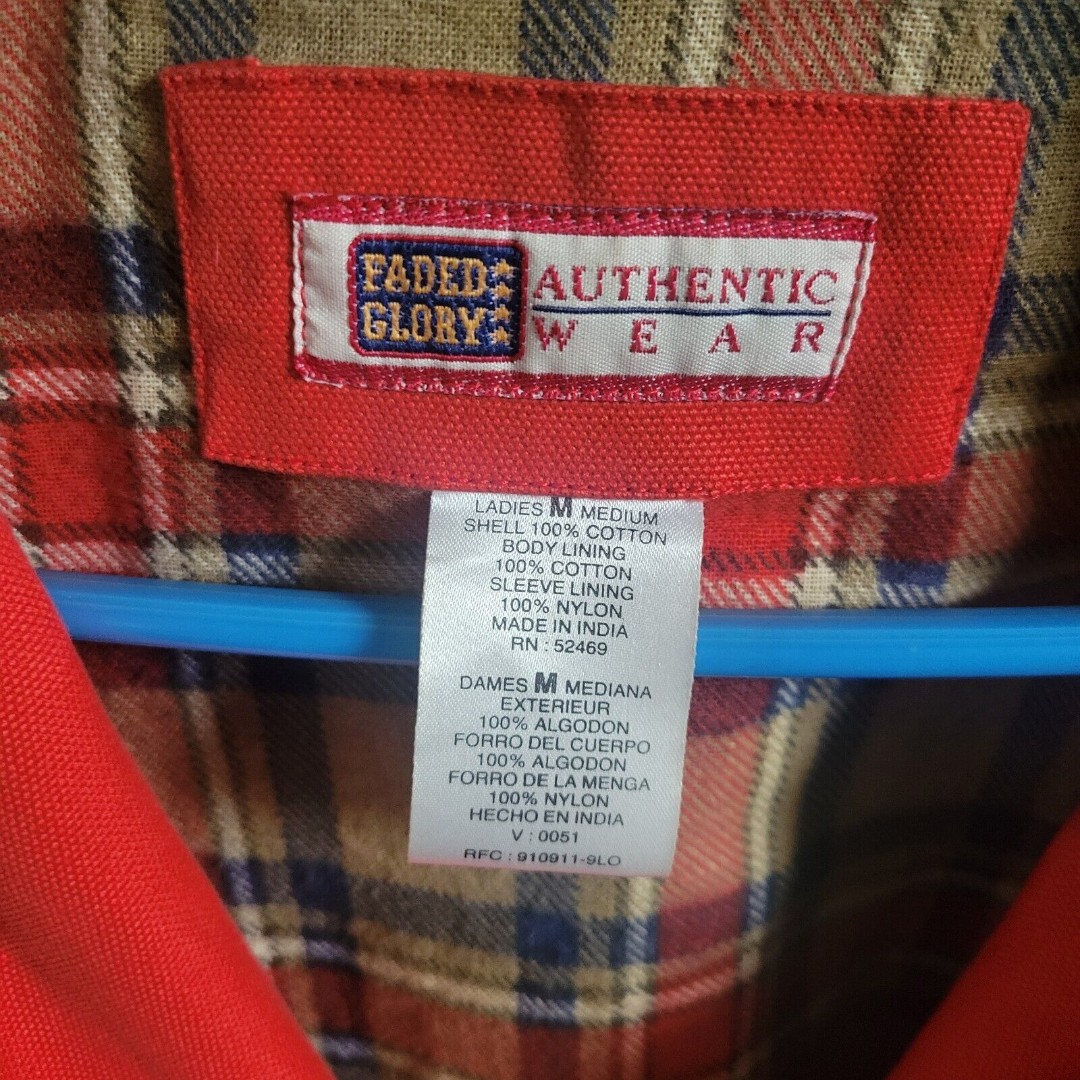 FADED
GLORY
AUTHENTIC
WEAR
LADIES M MEDIUM
SHELL 100% COTTON
BODY LINING
100% COTTON
SLEEVE LINING
100% NYLON
MADE IN INDIA
RN : 52469
DAMES M MEDIANA
EXTERIEUR
100% ALGODON
FORRO DEL CUERPO
100% ALGODON
FORRO DE LA MENGA
100% NYLON
HECHO EN INDIA
V : 0051
RFC : 910911-9LO